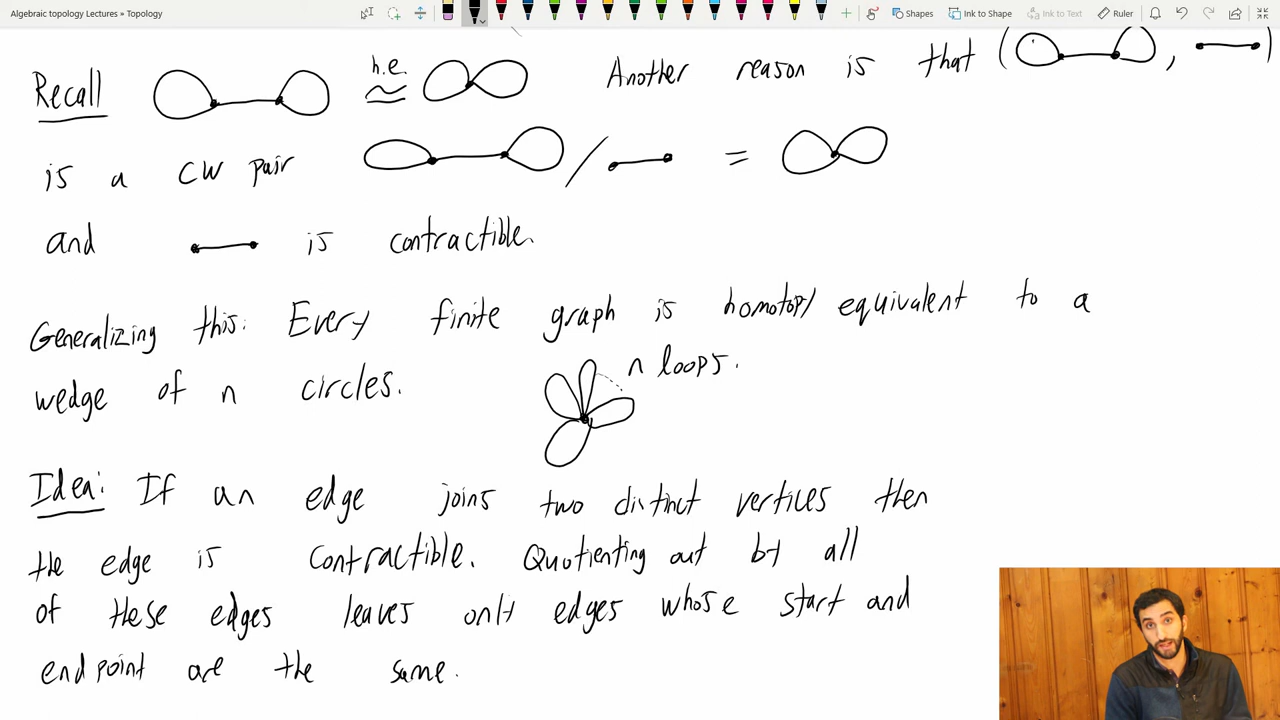 Algebraic topology Lectures » Topology
Shapes
Ink to Shape
Ink to Text
Ruler
Recall h.e. ≈ Another reason is that ( , )
is a CW pair / =
and is contractible.
Generalizing this: Every finite graph is homotopy equivalent to a
wedge of n circles. n loops.
Idea: If an edge joins two distinct vertices then
the edge is contractible. Quotienting out by all
of these edges leaves only edges whose start and
endpoint are the same.